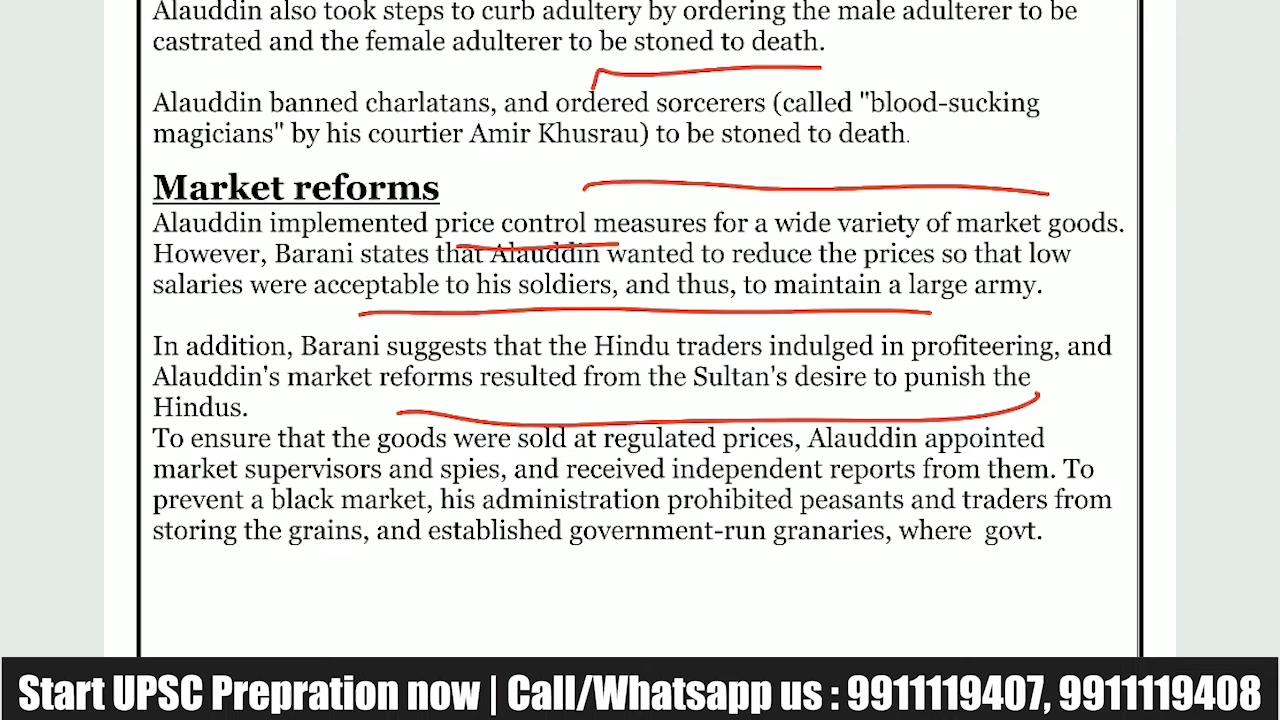 Alauddin also took steps to curb adultery by ordering the male adulterer to be
castrated and the female adulterer to be stoned to death.
Alauddin banned charlatans, and ordered sorcerers (called "blood-sucking
magicians" by his courtier Amir Khusrau) to be stoned to death.
Market reforms
Alauddin implemented price control measures for a wide variety of market goods.
However, Barani states that Alauddin wanted to reduce the prices so that low
salaries were acceptable to his soldiers, and thus, to maintain a large army.
In addition, Barani suggests that the Hindu traders indulged in profiteering, and
Alauddin's market reforms resulted from the Sultan's desire to punish the
Hindus.
To ensure that the goods were sold at regulated prices, Alauddin appointed
market supervisors and spies, and received independent reports from them. To
prevent a black market, his administration prohibited peasants and traders from
storing the grains, and established government-run granaries, where govt.
Start UPSC Prepration now | Call/Whatsapp us : 9911119407, 9911119408